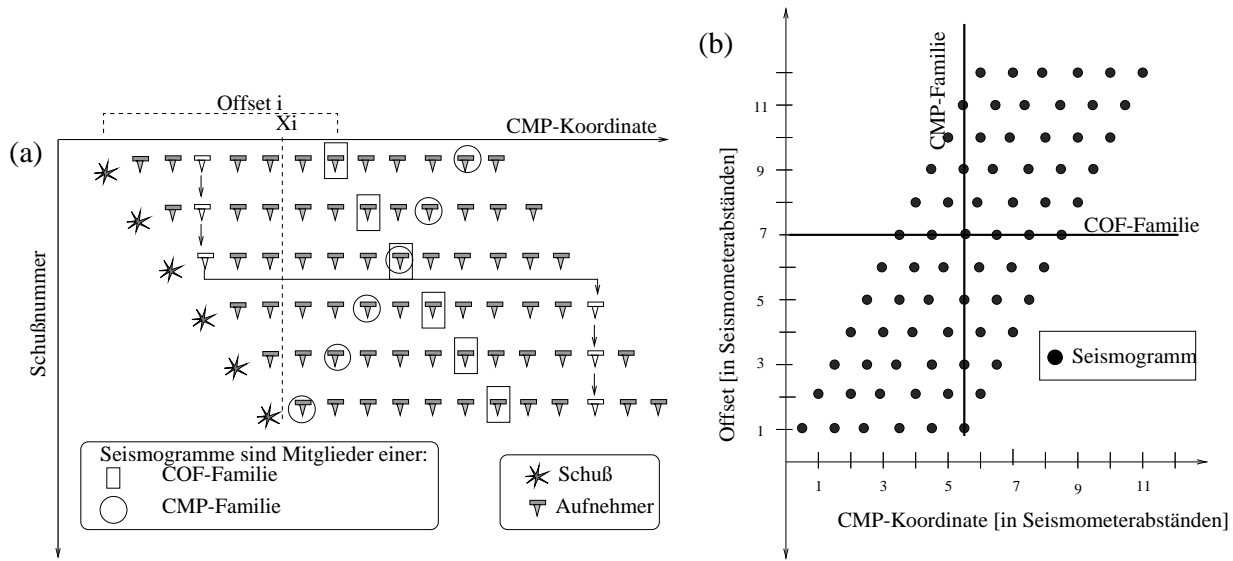 (a)
Offset i
Xi
CMP-Koordinate
Schußnummer
Seismogramme sind Mitglieder einer:
COF-Familie
CMP-Familie
Schuß
Aufnehmer
(b)
CMP-Familie
COF-Familie
Seismogramm
Offset [in Seismometerabständen]
11
9
7
5
3
1
1
3
5
7
9
11
CMP-Koordinate [in Seismometerabständen]